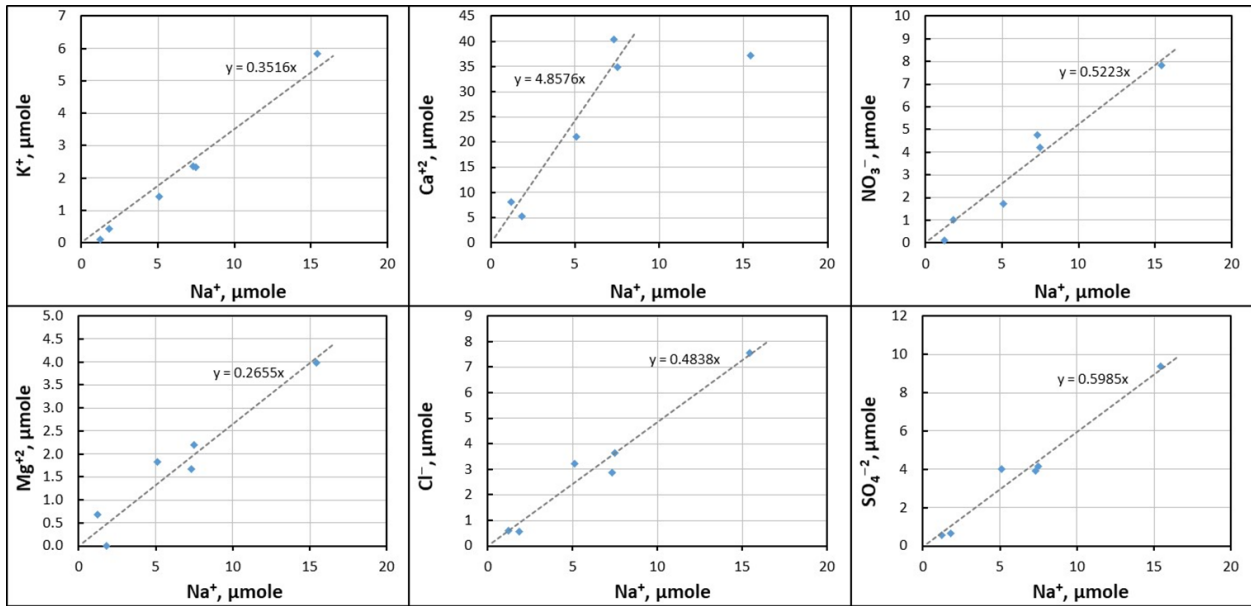 7
6
5
4
3
2
1
0
y = 0.3516x
K⁺, µmole
0 5 10 15 20
Na⁺, µmole
45
40
35
30
25
20
15
10
5
0
y = 4.8576x
Ca⁺², µmole
0 5 10 15 20
Na⁺, µmole
10
9
8
7
6
5
4
3
2
1
0
y = 0.5223x
NO₃⁻, µmole
0 5 10 15 20
Na⁺, µmole
5.0
4.5
4.0
3.5
3.0
2.5
2.0
1.5
1.0
0.5
0.0
y = 0.2655x
Mg⁺², µmole
0 5 10 15 20
Na⁺, µmole
9
8
7
6
5
4
3
2
1
0
y = 0.4838x
Cl⁻, µmole
0 5 10 15 20
Na⁺, µmole
12
10
8
6
4
2
0
y = 0.5985x
SO₄⁻², µmole
0 5 10 15 20
Na⁺, µmole